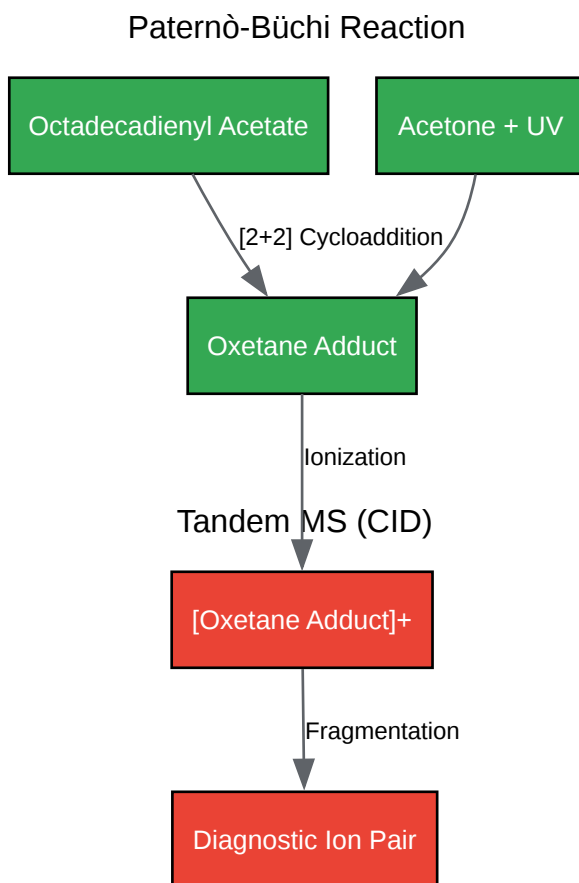 Paternò-Büchi Reaction
Octadecadienyl Acetate
Acetone + UV
[2+2] Cycloaddition
Oxetane Adduct
Ionization
Tandem MS (CID)
[Oxetane Adduct]+
Fragmentation
Diagnostic Ion Pair